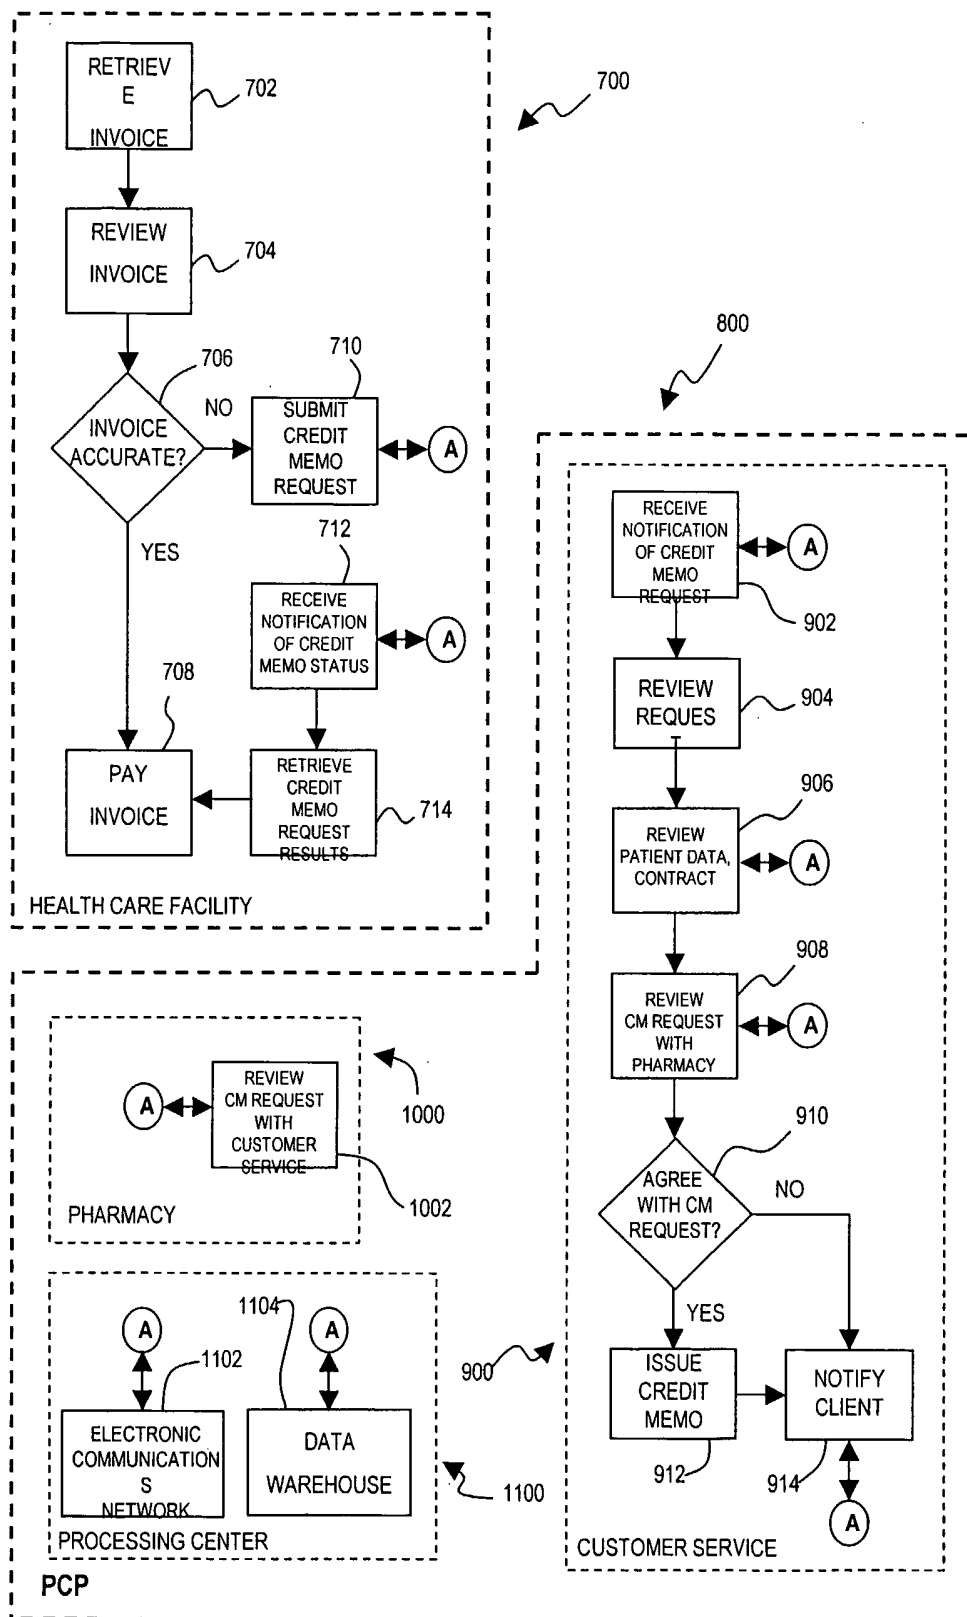 RETRIEV
E
INVOICE
702
700
REVIEW
INVOICE
704
706
INVOICE
ACCURATE?
NO
710
SUBMIT
CREDIT
MEMO
REQUEST
A
YES
712
RECEIVE
NOTIFICATION
OF CREDIT
MEMO STATUS
A
708
PAY
INVOICE
RETRIEVE
CREDIT
MEMO
REQUEST
RESULTS
714
HEALTH CARE FACILITY
800
RECEIVE
NOTIFICATION
OF CREDIT
MEMO
REQUEST
A
902
REVIEW
REQUES
T
904
906
REVIEW
PATIENT DATA,
CONTRACT
A
908
REVIEW
CM REQUEST
WITH
PHARMACY
A
910
AGREE
WITH CM
REQUEST?
NO
YES
900
ISSUE
CREDIT
MEMO
912
NOTIFY
CLIENT
914
A
CUSTOMER SERVICE
A
REVIEW
CM REQUEST
WITH
CUSTOMER
SERVICE
1000
1002
PHARMACY
A
1102
ELECTRONIC
COMMUNICATION
S
NETWORK
1104
A
DATA
WAREHOUSE
1100
PROCESSING CENTER
PCP